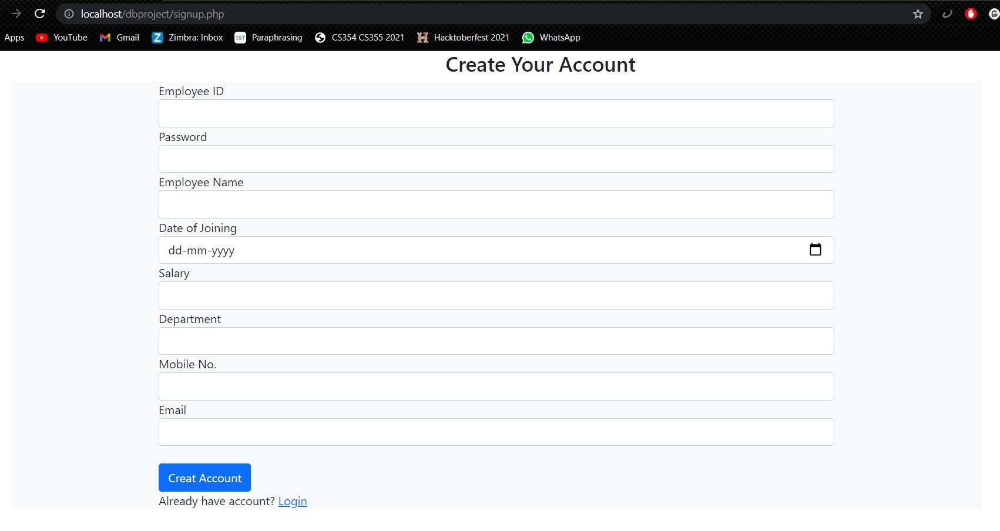 localhost/dbproject/signup.php
Apps YouTube Gmail Z Zimbra: Inbox SST Paraphrasing CS354 CS355 2021 Hacktoberfest 2021 WhatsApp
Create Your Account
Employee ID
Password
Employee Name
Date of Joining
dd-mm-yyyy
Salary
Department
Mobile No.
Email
Creat Account
Already have account? Login